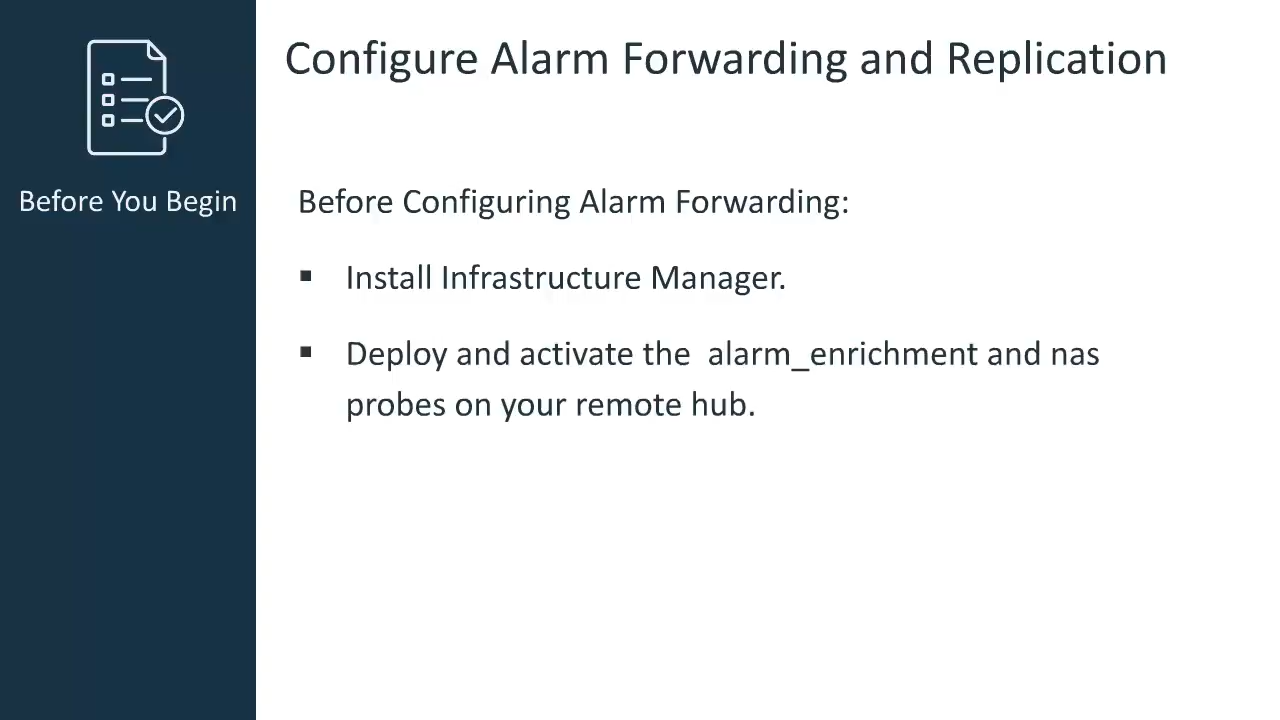 Configure Alarm Forwarding and Replication
Before You Begin
Before Configuring Alarm Forwarding:
▪ Install Infrastructure Manager.
▪ Deploy and activate the  alarm_enrichment and nas
probes on your remote hub.